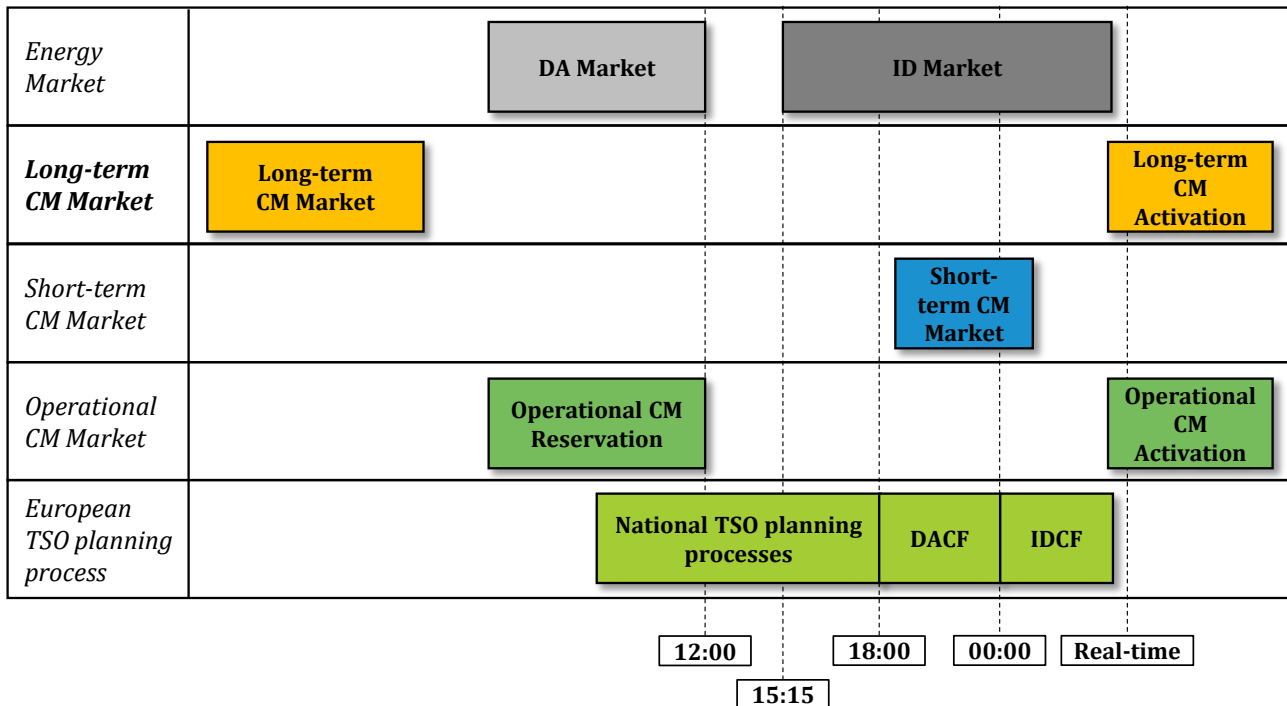 Energy
Market
DA Market
ID Market
Long-term
CM Market
Long-term
CM Market
Long-term
CM
Activation
Short-term
CM Market
Short-
term CM
Market
Operational
CM Market
Operational CM
Reservation
Operational
CM
Activation
European
TSO planning
process
National TSO planning
processes
DACF
IDCF
12:00
18:00
00:00
Real-time
15:15